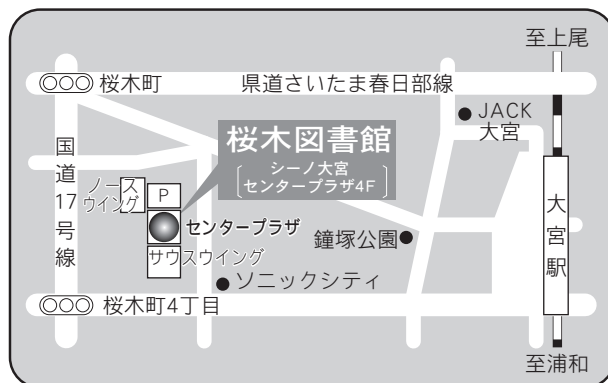 至上尾
桜木町
県道さいたま春日部線
JACK
大宮
桜木図書館
シーノ大宮
センタープラザ4F
国道17号線
ノース
ウイング
P
センタープラザ
サウスウイング
鐘塚公園
大宮駅
ソニックシティ
桜木町4丁目
至浦和